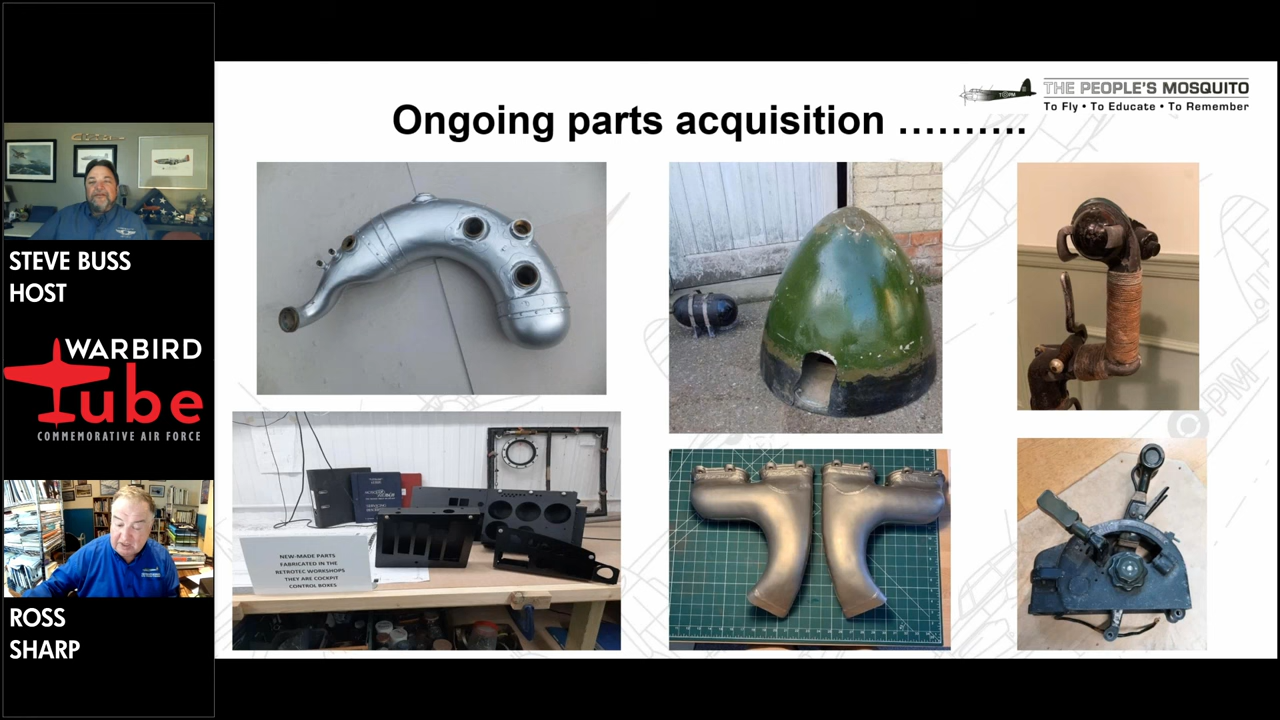 Ongoing parts acquisition ..........
THE PEOPLE'S MOSQUITO
To Fly • To Educate • To Remember
STEVE BUSS
HOST
WARBIRD
Tube
COMMEMORATIVE AIR FORCE
ROSS
SHARP
NEW-MADE PARTS
FABRICATED IN THE
RETROTEC WORKSHOPS
THEY ARE COCKPIT
CONTROL BOXES
PM